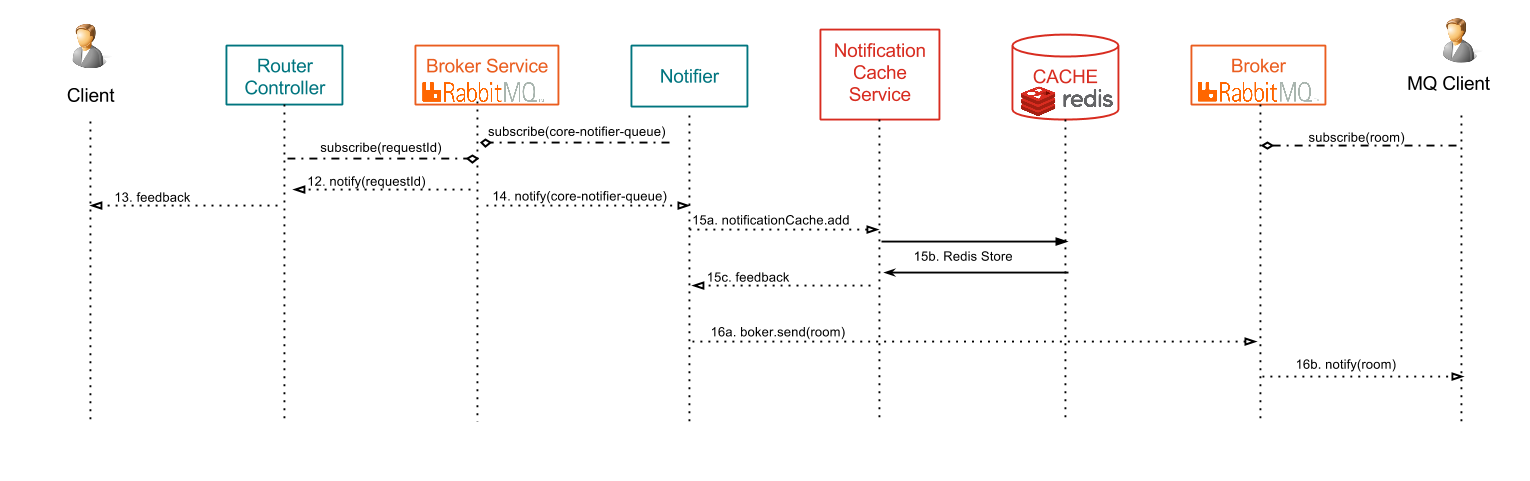 Client
Router
Controller
Broker Service
RabbitMQ
Notifier
Notification
Cache
Service
CACHE
redis
Broker
RabbitMQ
MQ Client
subscribe(core-notifier-queue)
subscribe(requestId)
subscribe(room)
12. notify(requestId)
13. feedback
14. notify(core-notifier-queue)
15a. notificationCache.add
15b. Redis Store
15c. feedback
16a. boker.send(room)
16b. notify(room)